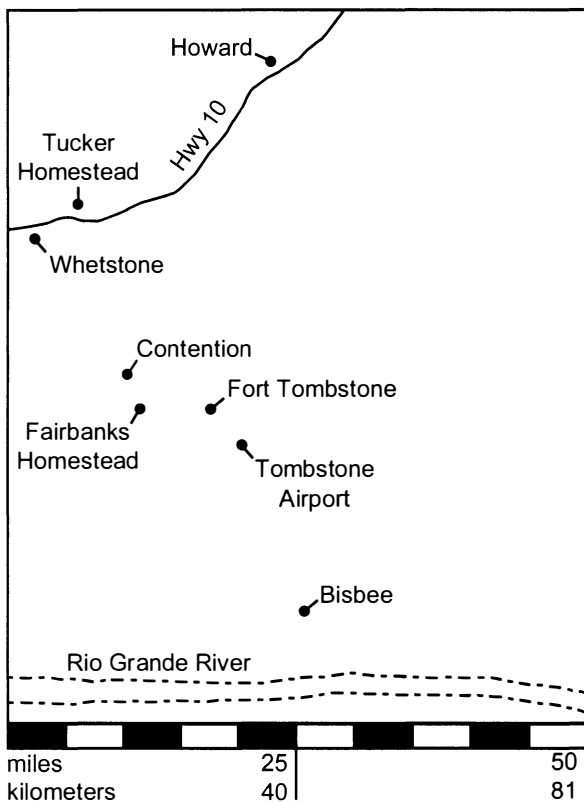 Howard
Hwy 10
Tucker
Homestead
Whetstone
Contention
Fort Tombstone
Fairbanks
Homestead
Tombstone
Airport
Bisbee
Rio Grande River
miles 25 50
kilometers 40 81